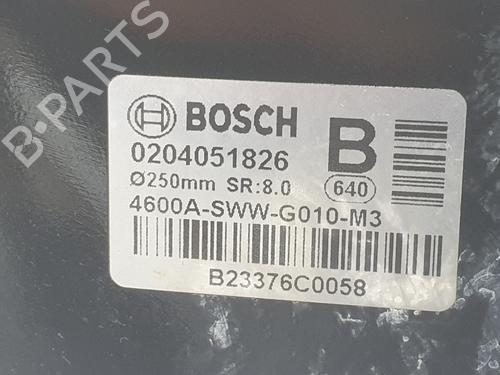 B-PARTS
BOSCH B
0204051826
Ø250mm SR:8.0 640
4600A-SWW-G010-M3
B23376C0058